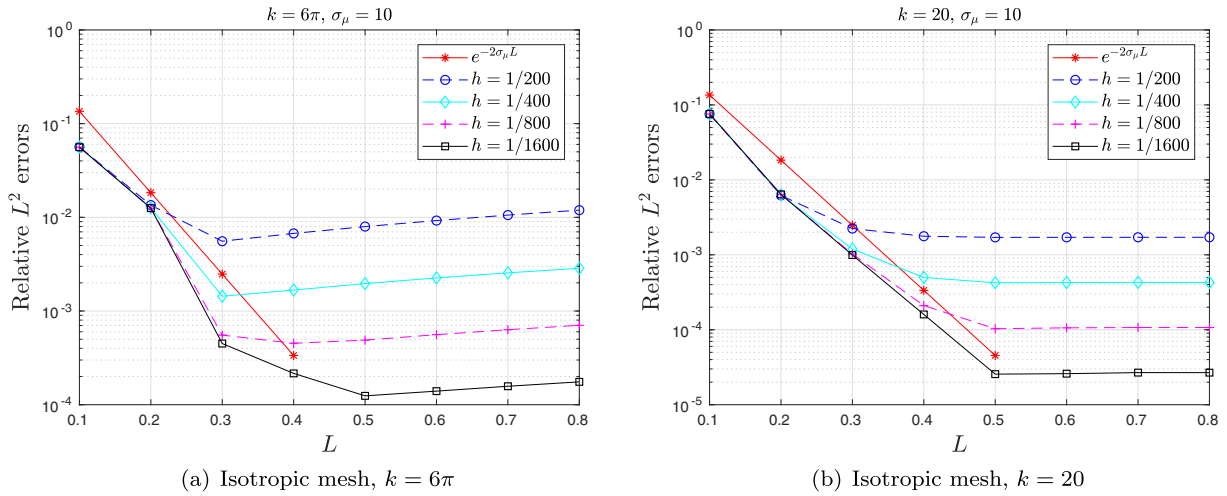 k = 6π, σ_μ = 10
10^0
10^-1
10^-2
10^-3
10^-4
Relative L^2 errors
0.1 0.2 0.3 0.4 0.5 0.6 0.7 0.8
L
e^{-2σ_μ L}
h = 1/200
h = 1/400
h = 1/800
h = 1/1600
(a) Isotropic mesh, k = 6π
k = 20, σ_μ = 10
10^0
10^-1
10^-2
10^-3
10^-4
10^-5
Relative L^2 errors
0.1 0.2 0.3 0.4 0.5 0.6 0.7 0.8
L
e^{-2σ_μ L}
h = 1/200
h = 1/400
h = 1/800
h = 1/1600
(b) Isotropic mesh, k = 20